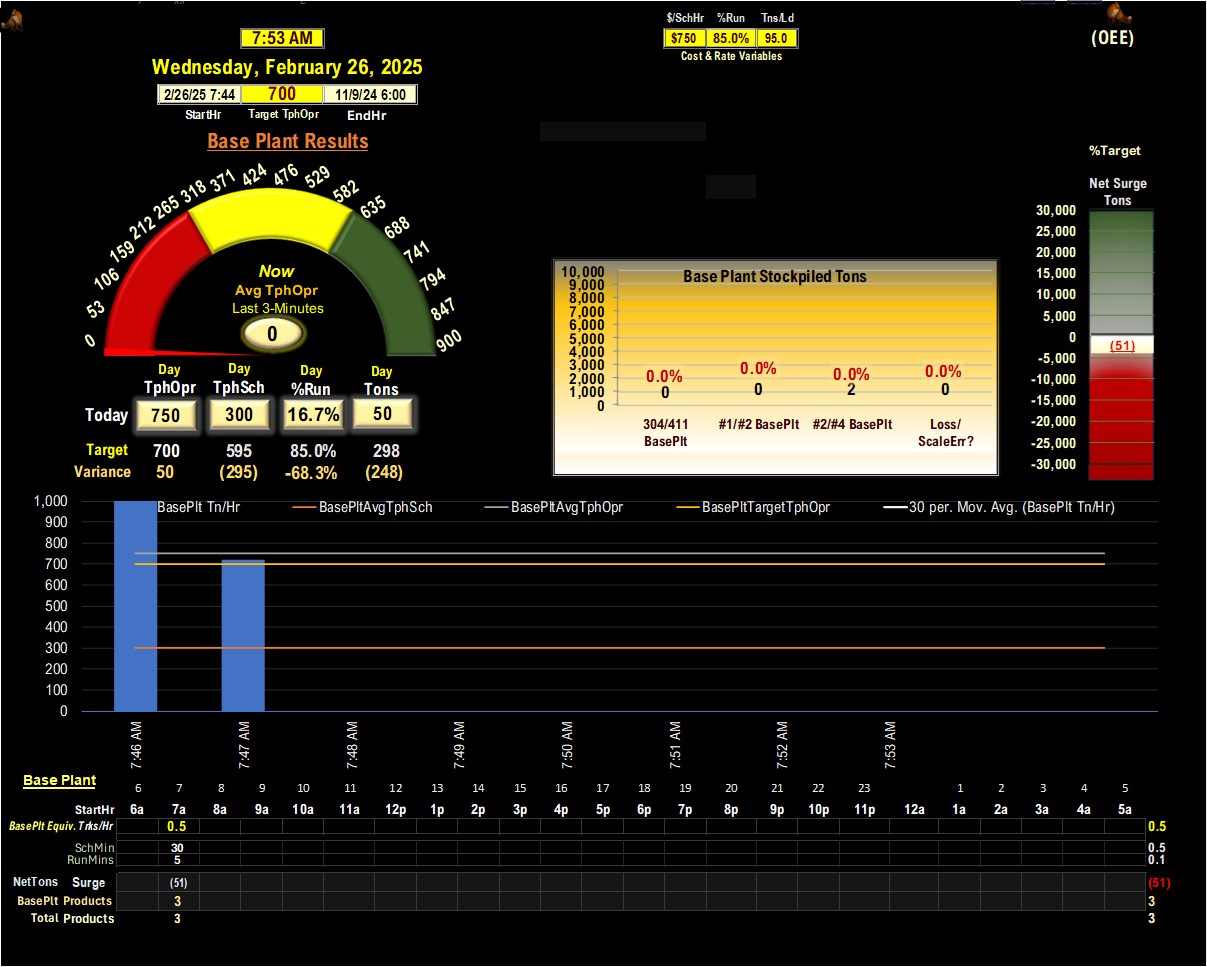 $/SchHr %Run Tns/Ld
7:53 AM
$750 85.0% 95.0
(OEE)
Cost & Rate Variables
Wednesday, February 26, 2025
2/26/25 7:44 700 11/9/24 6:00
StartHr Target TphOpr EndHr
Base Plant Results
%Target
Net Surge
Tons
0 53 106 159 212 265 318 371 424 476 529 582 635 688 741 794 847 900
Now
Avg TphOpr
Last 3-Minutes
0
30,000
25,000
20,000
15,000
10,000
5,000
0
(51)
-5,000
-10,000
-15,000
-20,000
-25,000
-30,000
Base Plant Stockpiled Tons
10,000
9,000
8,000
7,000
6,000
5,000
4,000
3,000
2,000
1,000
0
0.0% 0.0% 0.0% 0.0%
0 0 2 0
304/411 #1/#2 BasePlt #2/#4 BasePlt Loss/
BasePlt ScaleErr?
Day Day Day Day
TphOpr TphSch %Run Tons
Today 750 300 16.7% 50
Target 700 595 85.0% 298
Variance 50 (295) -68.3% (248)
BasePlt Tn/Hr BasePltAvgTphSch BasePltAvgTphOpr BasePltTargetTphOpr 30 per. Mov. Avg. (BasePlt Tn/Hr)
1,000
900
800
700
600
500
400
300
200
100
0
7:46 AM 7:47 AM 7:48 AM 7:49 AM 7:50 AM 7:51 AM 7:52 AM 7:53 AM
Base Plant
6 7 8 9 10 11 12 13 14 15 16 17 18 19 20 21 22 23 1 2 3 4 5
StartHr 6a 7a 8a 9a 10a 11a 12p 1p 2p 3p 4p 5p 6p 7p 8p 9p 10p 11p 12a 1a 2a 3a 4a 5a
BasePlt Equiv. Trks/Hr 0.5 0.5
SchMin 30 0.5
RunMins 5 0.1
NetTons Surge (51) (51)
BasePlt Products 3 3
Total Products 3 3